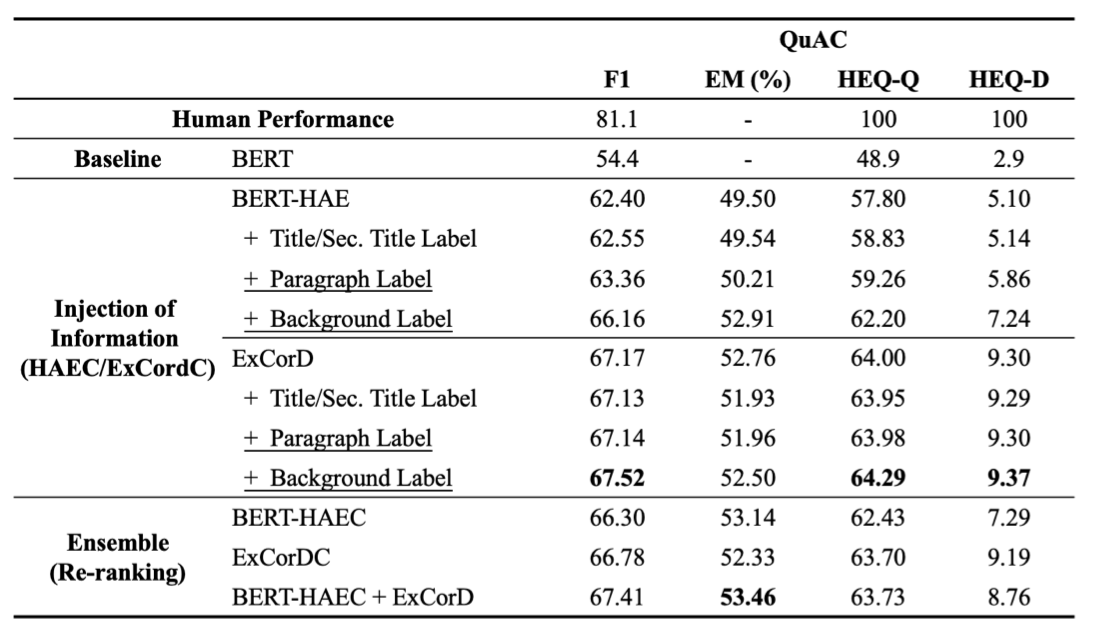 QuAC
F1 EM (%) HEQ-Q HEQ-D
Human Performance 81.1 - 100 100
Baseline BERT 54.4 - 48.9 2.9
Injection of
Information
(HAEC/ExCordC)
BERT-HAE 62.40 49.50 57.80 5.10
+ Title/Sec. Title Label 62.55 49.54 58.83 5.14
+ Paragraph Label 63.36 50.21 59.26 5.86
+ Background Label 66.16 52.91 62.20 7.24
ExCorD 67.17 52.76 64.00 9.30
+ Title/Sec. Title Label 67.13 51.93 63.95 9.29
+ Paragraph Label 67.14 51.96 63.98 9.30
+ Background Label 67.52 52.50 64.29 9.37
Ensemble
(Re-ranking)
BERT-HAEC 66.30 53.14 62.43 7.29
ExCorDC 66.78 52.33 63.70 9.19
BERT-HAEC + ExCorD 67.41 53.46 63.73 8.76